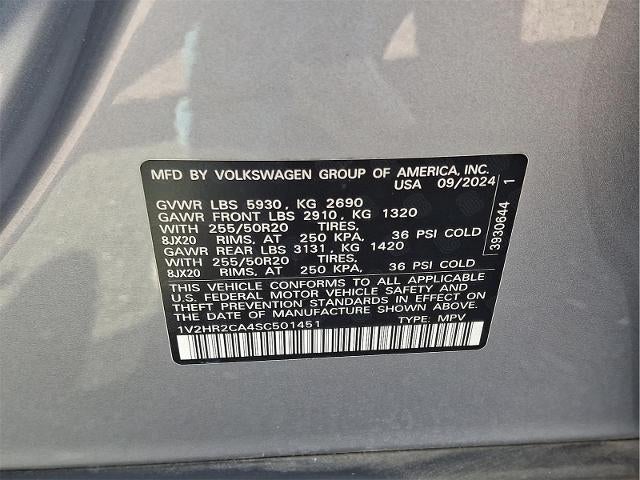 MFD BY VOLKSWAGEN GROUP OF AMERICA, INC.
USA 09/2024
GVWR LBS 5930, KG 2690
GAWR FRONT LBS 2910, KG 1320
WITH 255/50R20 TIRES,
8JX20 RIMS, AT 250 KPA, 36 PSI COLD
GAWR REAR LBS 3131, KG 1420
WITH 255/50R20 TIRES,
8JX20 RIMS, AT 250 KPA, 36 PSI COLD
THIS VEHICLE CONFORMS TO ALL APPLICABLE
U.S. FEDERAL MOTOR VEHICLE SAFETY AND
THEFT PREVENTION STANDARDS IN EFFECT ON
THE DATE OF MANUFACTURE SHOWN ABOVE.
1V2HR2CA4SC501451 TYPE: MPV
3930644 1